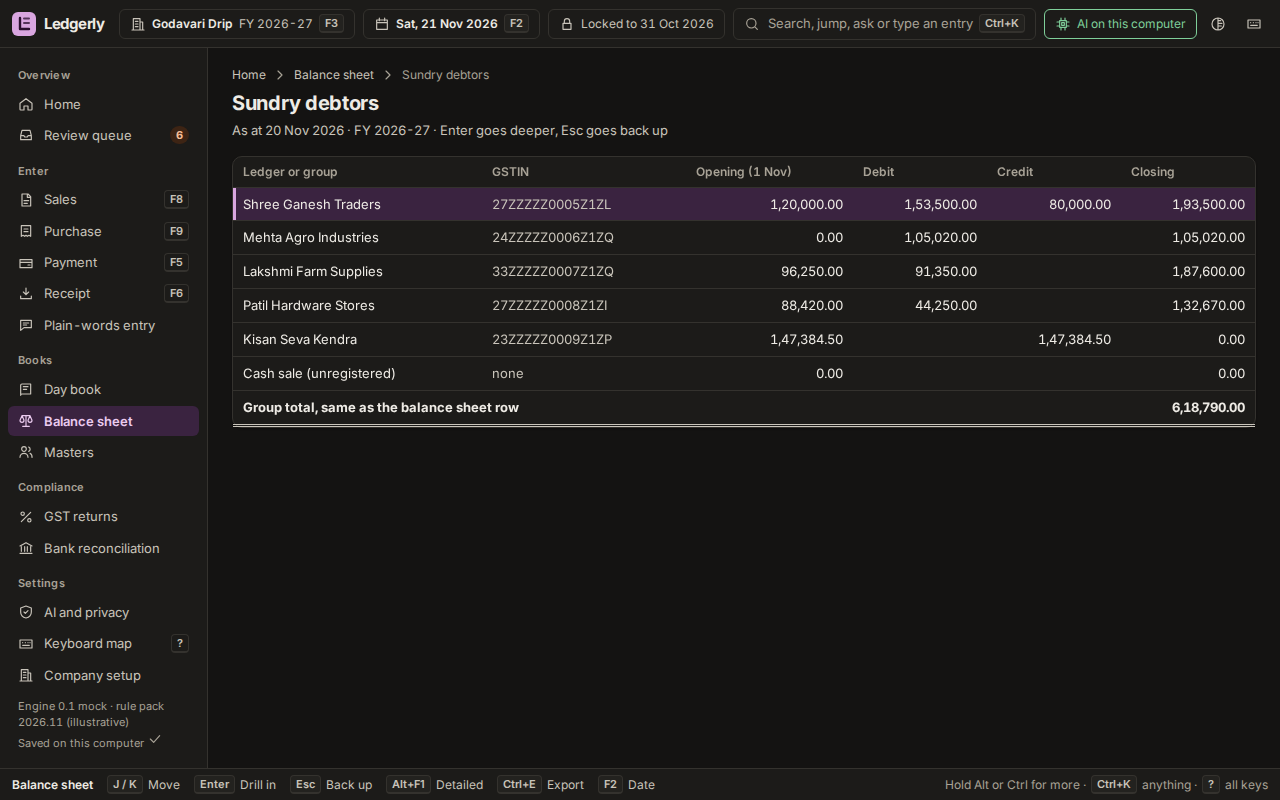 Ledgerly
Godavari Drip FY 2026-27 F3
Sat, 21 Nov 2026 F2
Locked to 31 Oct 2026
Search, jump, ask or type an entry Ctrl+K
AI on this computer
Overview
Home
Review queue 6
Enter
Sales F8
Purchase F9
Payment F5
Receipt F6
Plain-words entry
Books
Day book
Balance sheet
Masters
Compliance
GST returns
Bank reconciliation
Settings
AI and privacy
Keyboard map ?
Company setup
Engine 0.1 mock · rule pack
2026.11 (illustrative)
Saved on this computer
Home > Balance sheet > Sundry debtors
Sundry debtors
As at 20 Nov 2026 · FY 2026-27 · Enter goes deeper, Esc goes back up
Ledger or group GSTIN Opening (1 Nov) Debit Credit Closing
Shree Ganesh Traders 27ZZZZZ0005Z1ZL 1,20,000.00 1,53,500.00 80,000.00 1,93,500.00
Mehta Agro Industries 24ZZZZZ0006Z1ZQ 0.00 1,05,020.00 1,05,020.00
Lakshmi Farm Supplies 33ZZZZZ0007Z1ZQ 96,250.00 91,350.00 1,87,600.00
Patil Hardware Stores 27ZZZZZ0008Z1ZI 88,420.00 44,250.00 1,32,670.00
Kisan Seva Kendra 23ZZZZZ0009Z1ZP 1,47,384.50 1,47,384.50 0.00
Cash sale (unregistered) none 0.00 0.00
Group total, same as the balance sheet row 6,18,790.00
Balance sheet J / K Move Enter Drill in Esc Back up Alt+F1 Detailed Ctrl+E Export F2 Date
Hold Alt or Ctrl for more · Ctrl+K anything · ? all keys